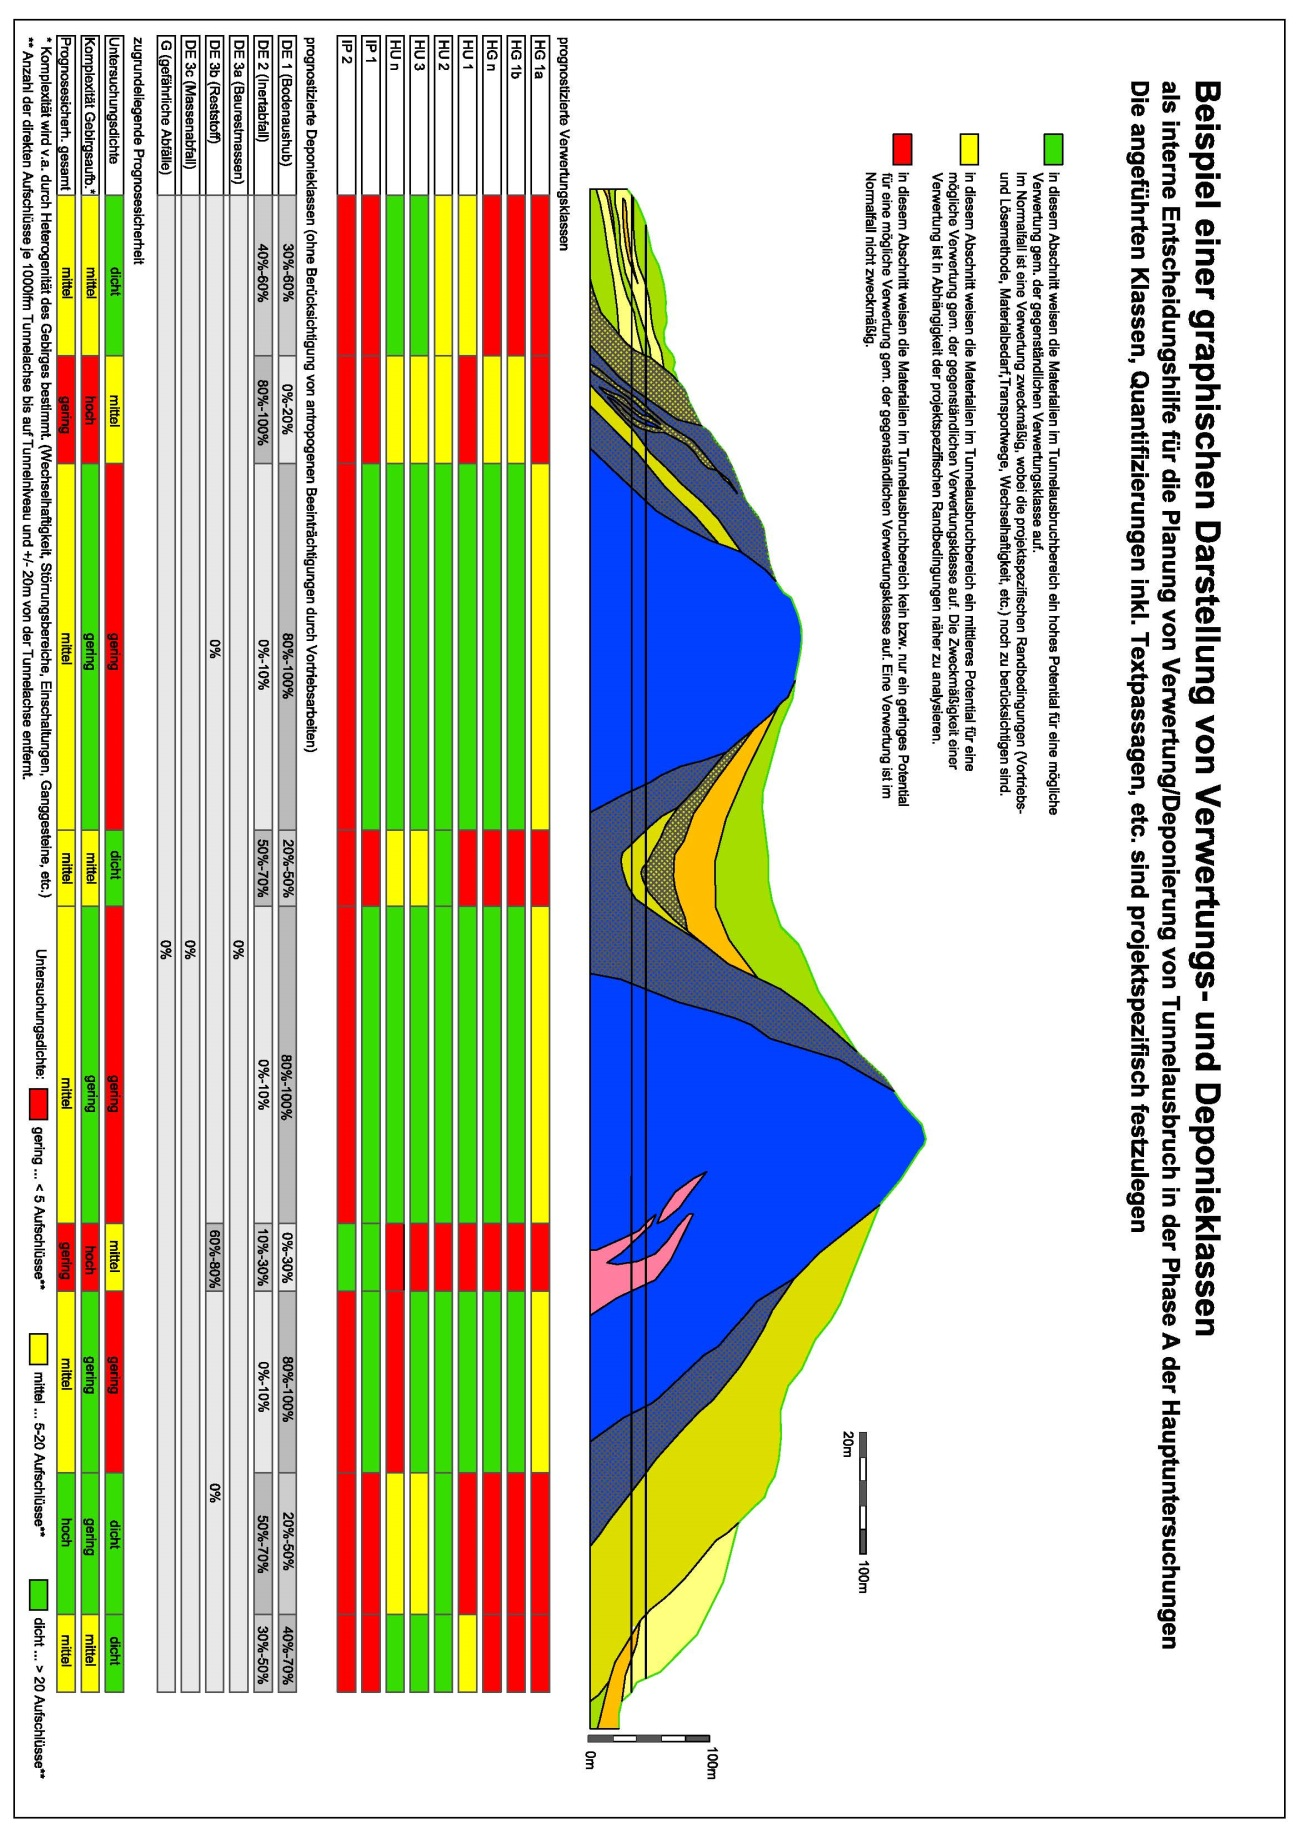 Beispiel einer graphischen Darstellung von Verwertungs- und Deponieklassen
als interne Entscheidungshilfe für die Planung von Verwertung/Deponierung von Tunnelausbruch in der Phase A der Hauptuntersuchungen
Die angeführten Klassen, Quantifizierungen inkl. Textpassagen, etc. sind projektspezifisch festzulegen
in diesem Abschnitt weisen die Materialien im Tunnelausbruchbereich ein hohes Potential für eine mögliche
Verwertung gem. der gegenständlichen Verwertungsklasse auf.
Im Normalfall ist eine Verwertung zweckmäßig, wobei die projektspezifischen Randbedingungen (Vortriebs-
und Lösemethode, Materialbedarf,Transportwege, Wechselhaftigkeit, etc.) noch zu berücksichtigen sind.
in diesem Abschnitt weisen die Materialien im Tunnelausbruchbereich ein mittleres Potential für eine
mögliche Verwertung gem. der gegenständlichen Verwertungsklasse auf. Die Zweckmäßigkeit einer
Verwertung ist in Abhängigkeit der projektspezifischen Randbedingungen näher zu analysieren.
in diesem Abschnitt weisen die Materialien im Tunnelausbruchbereich kein bzw. nur ein geringes Potential
für eine mögliche Verwertung gem. der gegenständlichen Verwertungsklasse auf. Eine Verwertung ist im
Normalfall nicht zweckmäßig.
20m 100m
100m
0m
prognostizierte Verwertungsklassen
HG 1a
HG 1b
HG n
HU 1
HU 2
HU 3
HU n
IP 1
IP 2
prognostizierte Deponieklassen (ohne Berücksichtigung von antropogenen Beeinträchtigungen durch Vortriebsarbeiten)
DE 1 (Bodenaushub) 30%-60% 0%-20% 80%-100% 20%-50% 80%-100% 0%-30% 80%-100% 20%-50% 40%-70%
DE 2 (Inertabfall) 40%-60% 80%-100% 0%-10% 50%-70% 0%-10% 10%-30% 0%-10% 50%-70% 30%-50%
DE 3a (Baurestmassen) 0%
DE 3b (Reststoff) 0% 60%-80% 0%
DE 3c (Massenabfall) 0%
G (gefährliche Abfälle) 0%
zugrundeliegende Prognosesicherheit
Untersuchungsdichte dicht mittel gering dicht gering mittel gering dicht dicht
Komplexität Gebirgsaufb.* mittel hoch gering mittel gering hoch gering gering mittel
Prognosesicherh. gesamt mittel gering mittel mittel mittel gering mittel hoch mittel
* Komplexität wird v.a. durch Heterogenität des Gebirges bestimmt. (Wechselhaftigkeit, Störrungsbereiche, Einschaltungen, Ganggesteine, etc.)
** Anzahl der direkten Aufschlüsse je 1000lfm Tunnelachse bis auf Tunnelniveau und +/- 20m von der Tunnelachse entfernt.
Untersuchungsdichte: gering ... < 5 Aufschlüsse** mittel ... 5-20 Aufschlüsse** dicht ... > 20 Aufschlüsse**